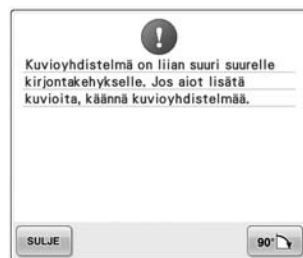 Kuvioyhdistelmä on liian suuri suurelle
kirjontakehykselle. Jos aiot lisätä
kuvioita, käännä kuvioyhdistelmää.
SULJE
90°